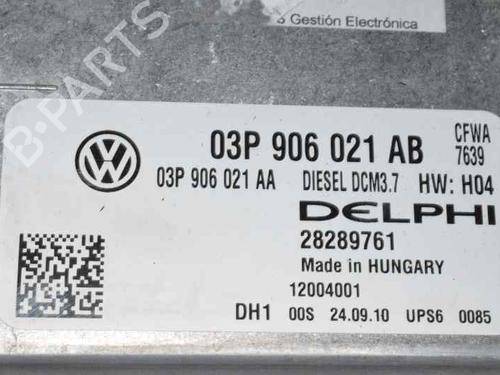 s Gestión Electrónica
B-PARTS
03P 906 021 AB
CFWA
7639
03P 906 021 AA DIESEL DCM3.7 HW: H04
DELPHI
28289761
Made in HUNGARY
12004001
DH1 00S 24.09.10 UPS6 0085